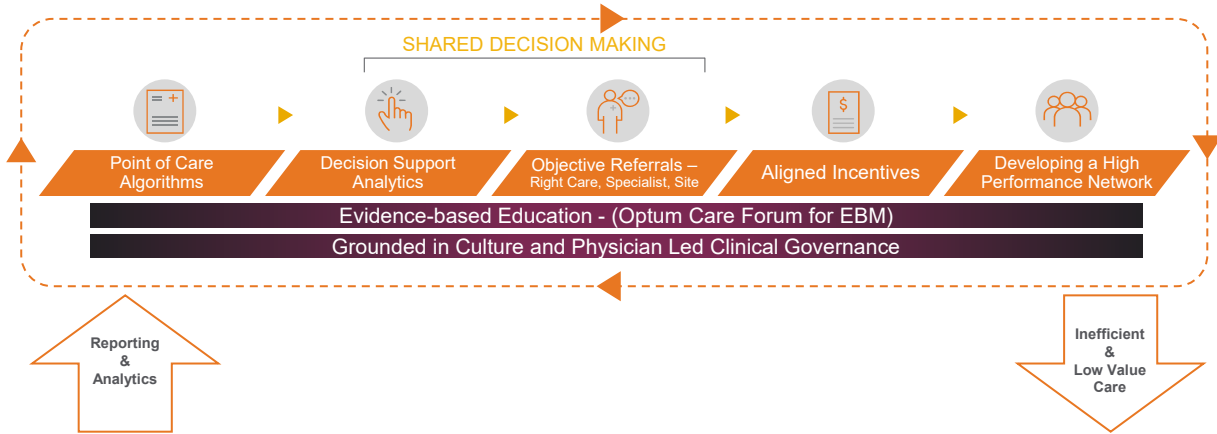 SHARED DECISION MAKING
Point of Care
Algorithms
Decision Support
Analytics
Objective Referrals –
Right Care, Specialist, Site
$
Aligned Incentives
Developing a High
Performance Network
Evidence-based Education - (Optum Care Forum for EBM)
Grounded in Culture and Physician Led Clinical Governance
Reporting
&
Analytics
Inefficient
&
Low Value
Care